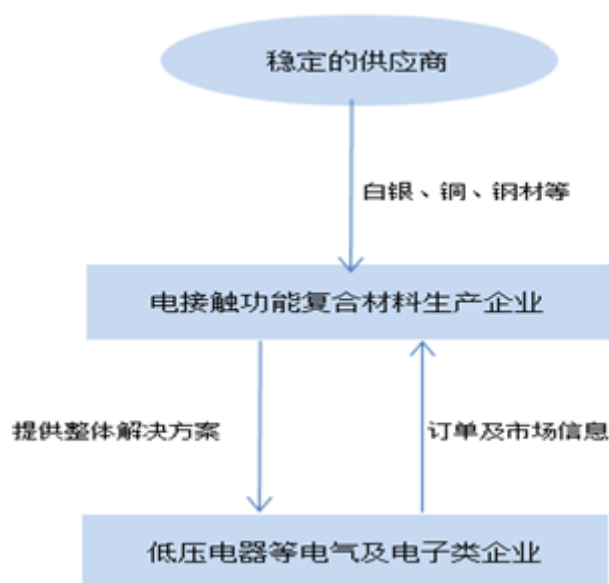 稳定的供应商
白银、铜、钢材等
电接触功能复合材料生产企业
提供整体解决方案
订单及市场信息
低压电器等电气及电子类企业